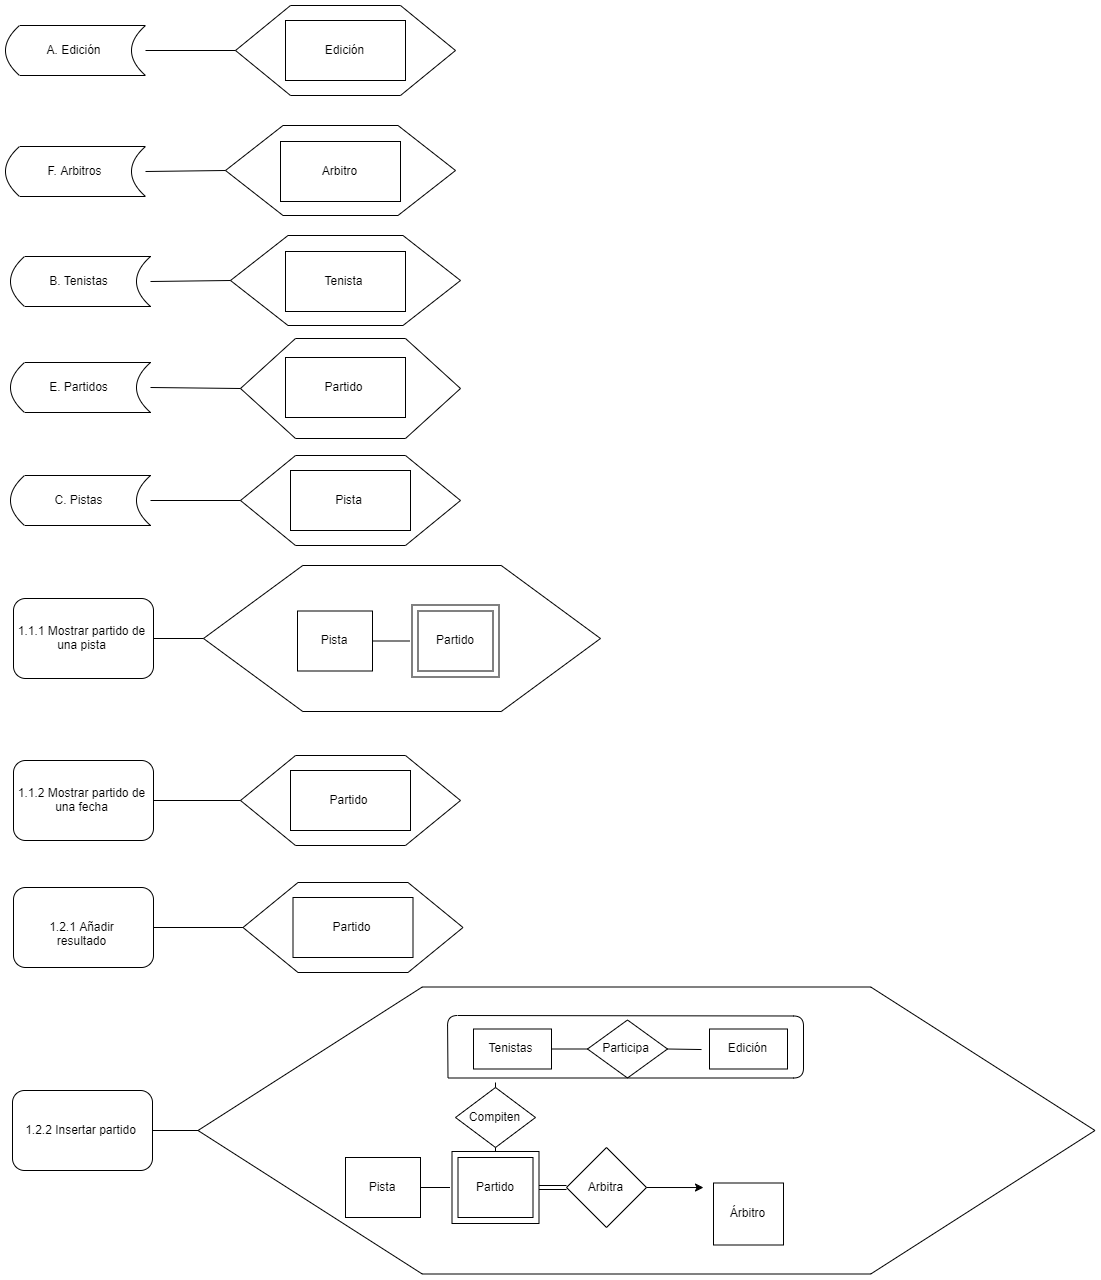 A. Edición
Edición
F. Arbitros
Arbitro
B. Tenistas
Tenista
E. Partidos
Partido
C. Pistas
Pista
1.1.1 Mostrar partido de
una pista
Pista
Partido
1.1.2 Mostrar partido de
una fecha
Partido
1.2.1 Añadir
resultado
Partido
1.2.2 Insertar partido
Tenistas
Participa
Edición
Compiten
Pista
Partido
Arbitra
Árbitro